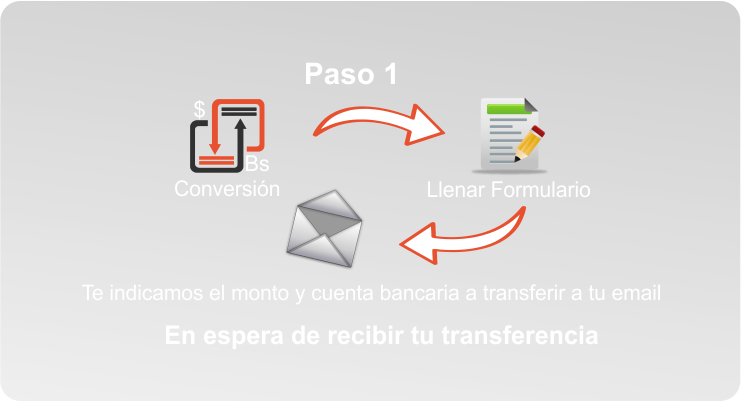 Paso 1
$
Bs
Conversión
Llenar Formulario
Te indicamos el monto y cuenta bancaria a transferir a tu email
En espera de recibir tu transferencia